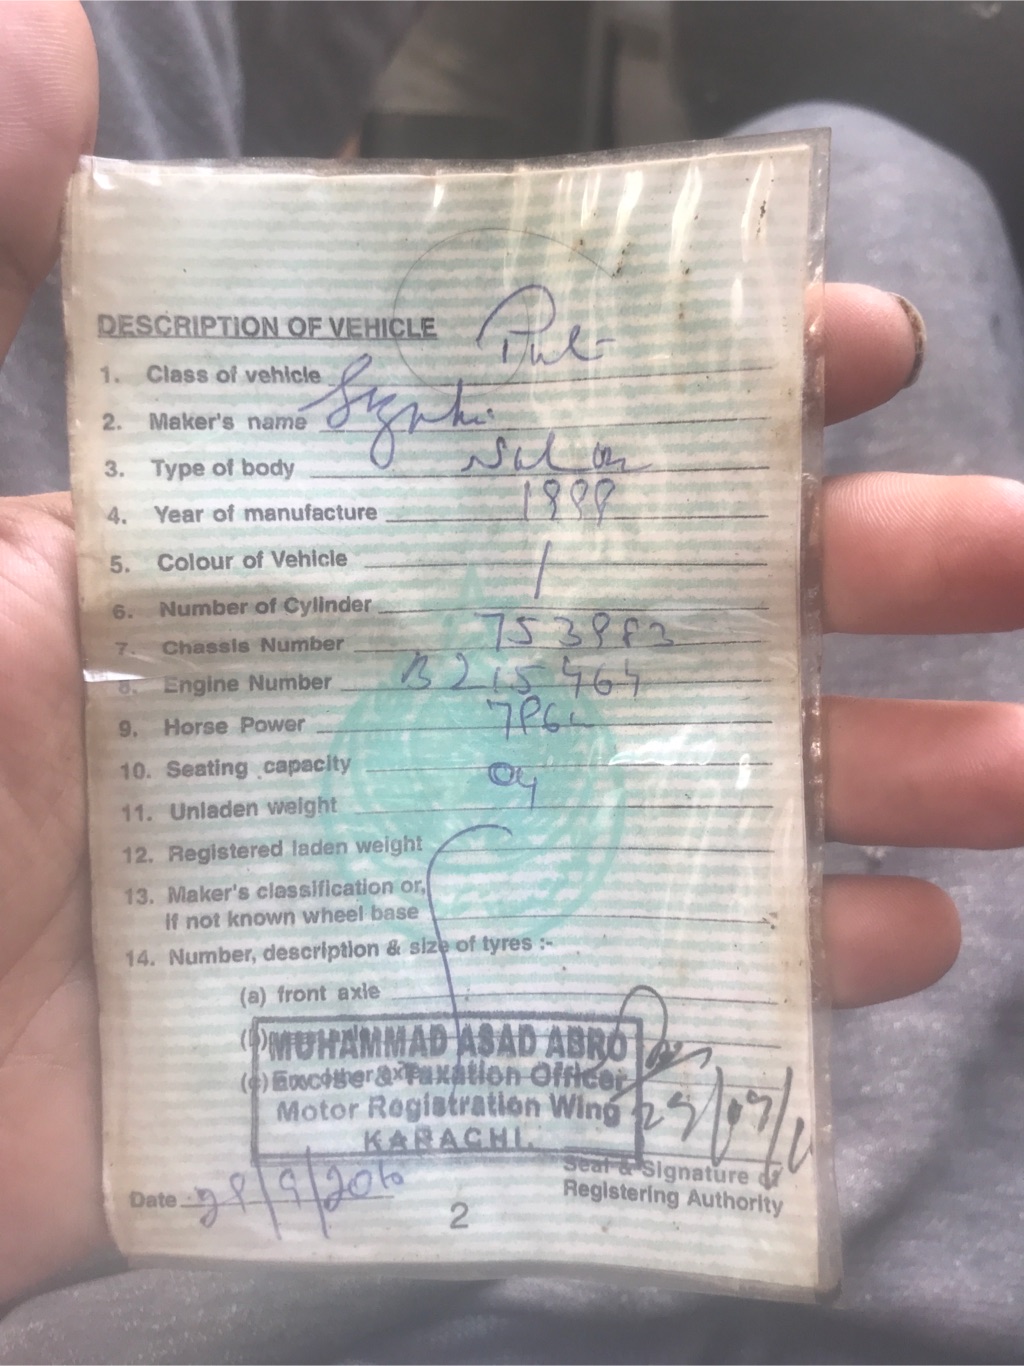 DESCRIPTION OF VEHICLE
1. Class of vehicle
2. Maker's name Suzuki
3. Type of body
4. Year of manufacture 1999
5. Colour of Vehicle
6. Number of Cylinder
7. Chassis Number 753983
8. Engine Number B215464
9. Horse Power
10. Seating capacity 04
11. Unladen weight
12. Registered laden weight
13. Maker's classification or,
if not known wheel base
14. Number, description & size of tyres :-
(a) front axle
MUHAMMAD ASAD ABRO
(c) Excise & Taxation Officer
Motor Registration Wing
KARACHI.
Seal & Signature of
Registering Authority
Date
2